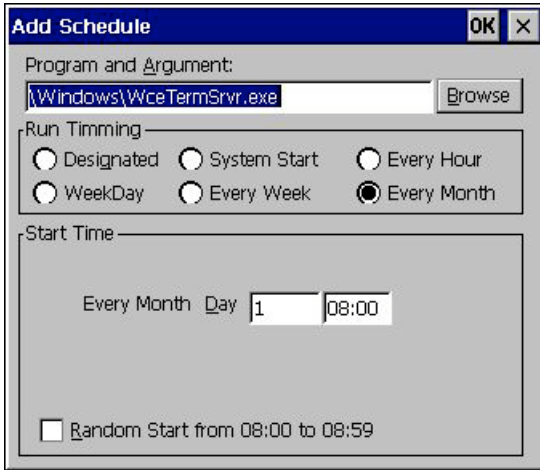 Add Schedule OK ×
Program and Argument:
\Windows\WceTermSrvr.exe Browse
Run Timming
Designated System Start Every Hour
WeekDay Every Week Every Month
Start Time
Every Month Day 1 08:00
Random Start from 08:00 to 08:59